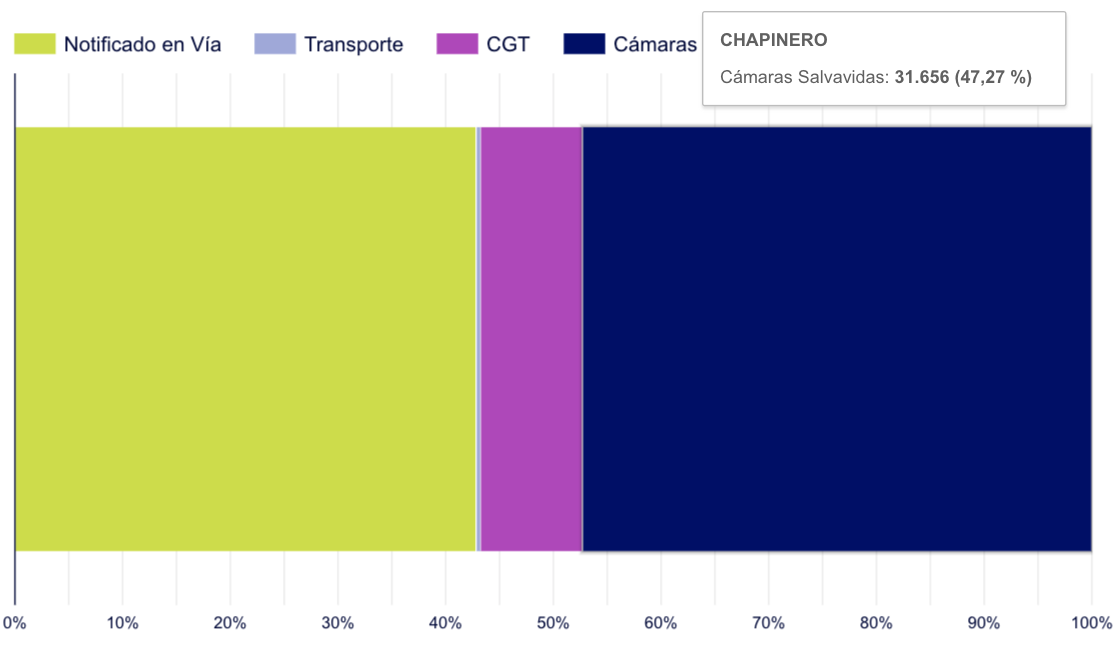 Notificado en Vía Transporte CGT Cámaras
CHAPINERO
Cámaras Salvavidas: 31.656 (47,27 %)
0% 10% 20% 30% 40% 50% 60% 70% 80% 90% 100%